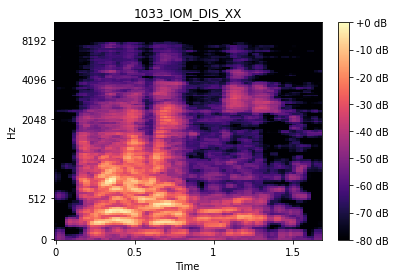 1033_IOM_DIS_XX
8192
4096
2048
1024
512
0
Hz
0
0.5
1
1.5
Time
+0 dB
-10 dB
-20 dB
-30 dB
-40 dB
-50 dB
-60 dB
-70 dB
-80 dB